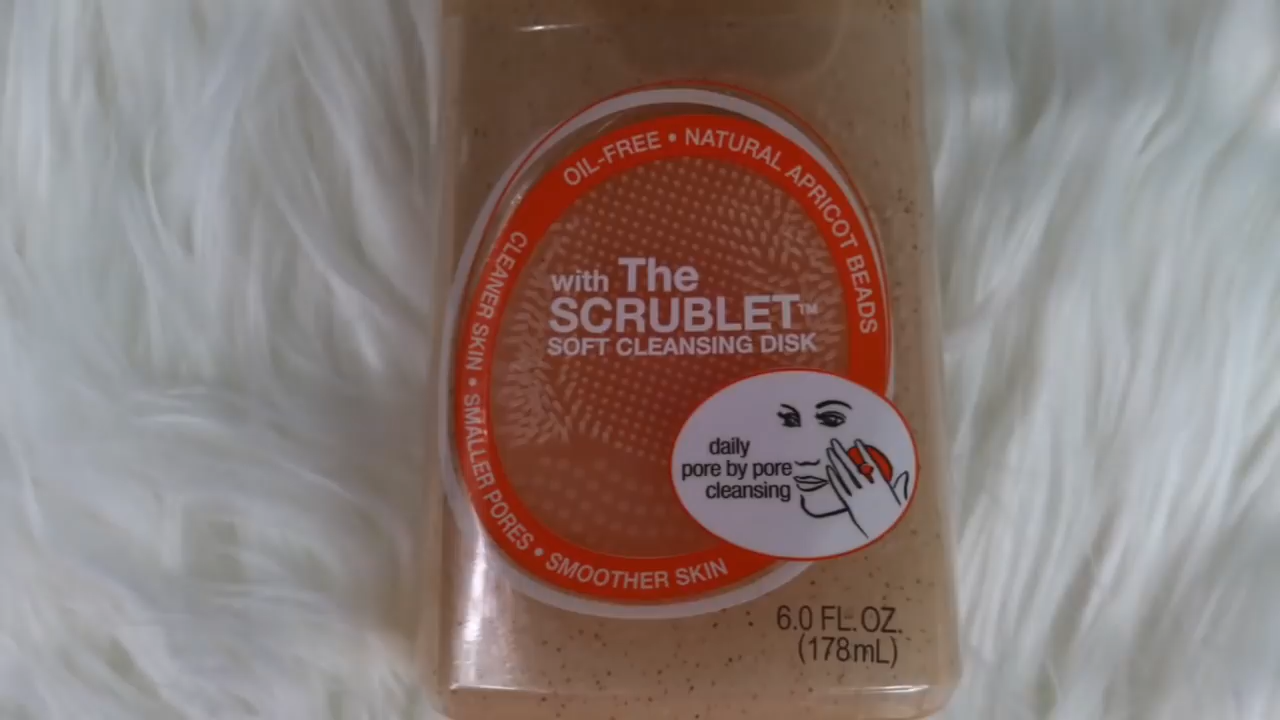 OIL-FREE • NATURAL APRICOT BEADS
CLEANER SKIN • SMALLER PORES • SMOOTHER SKIN
with The
SCRUBLET™
SOFT CLEANSING DISK
daily
pore by pore
cleansing
6.0 FL. OZ.
(178mL)